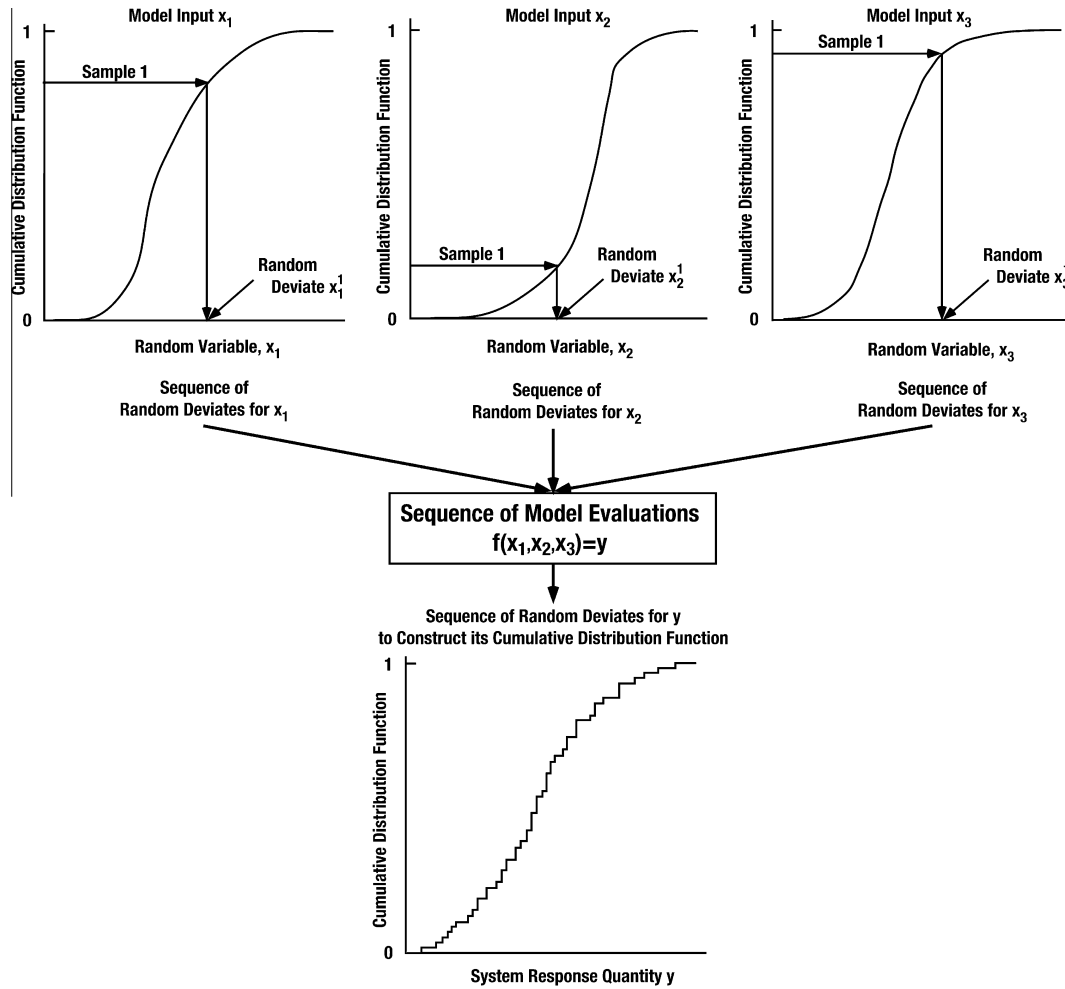 Model Input x₁
1
Cumulative Distribution Function
Sample 1
Random
Deviate x₁¹
0
Random Variable, x₁
Model Input x₂
1
Cumulative Distribution Function
Sample 1
Random
Deviate x₂¹
0
Random Variable, x₂
Model Input x₃
1
Cumulative Distribution Function
Sample 1
Random
Deviate x₃¹
0
Random Variable, x₃
Sequence of
Random Deviates for x₁
Sequence of
Random Deviates for x₂
Sequence of
Random Deviates for x₃
Sequence of Model Evaluations
f(x₁,x₂,x₃)=y
Sequence of Random Deviates for y
to Construct its Cumulative Distribution Function
1
Cumulative Distribution Function
0
System Response Quantity y